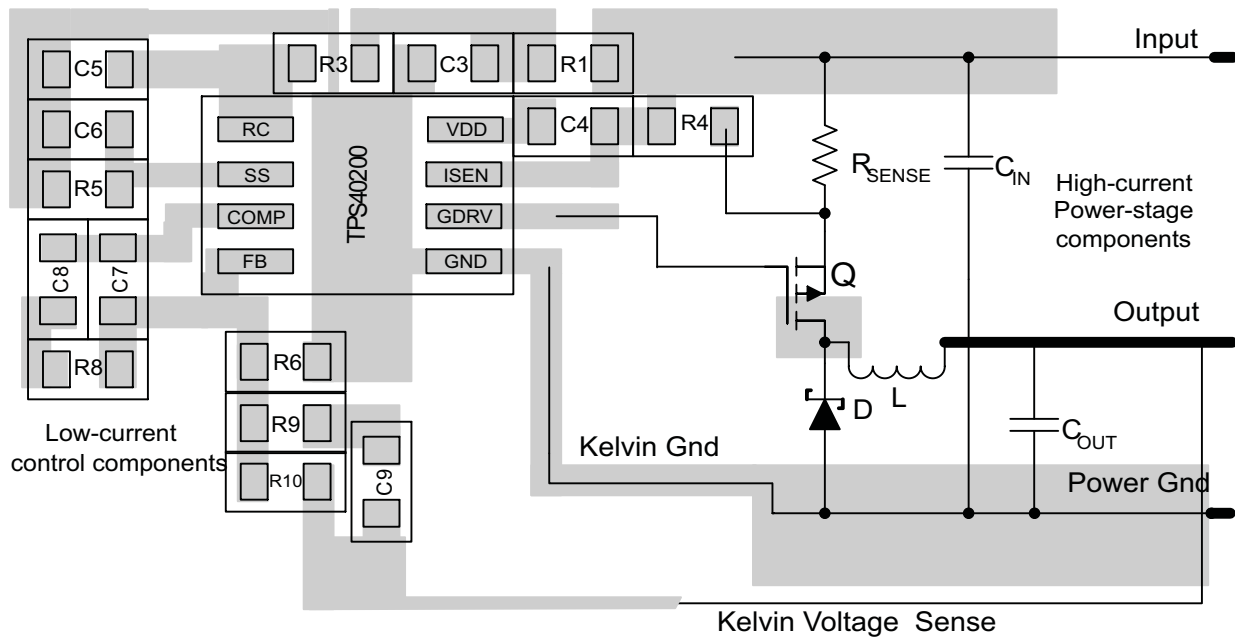 Input
C5
R3
C3
R1
C6
RC
VDD
C4
R4
R5
SS
ISEN
RSENSE
CIN
High-current
Power-stage
components
COMP
GDRV
TPS40200
C8
C7
FB
GND
Q
Output
R8
R6
L
D
R9
COUT
Low-current
control components
Kelvin Gnd
R10
C9
Power Gnd
Kelvin Voltage Sense